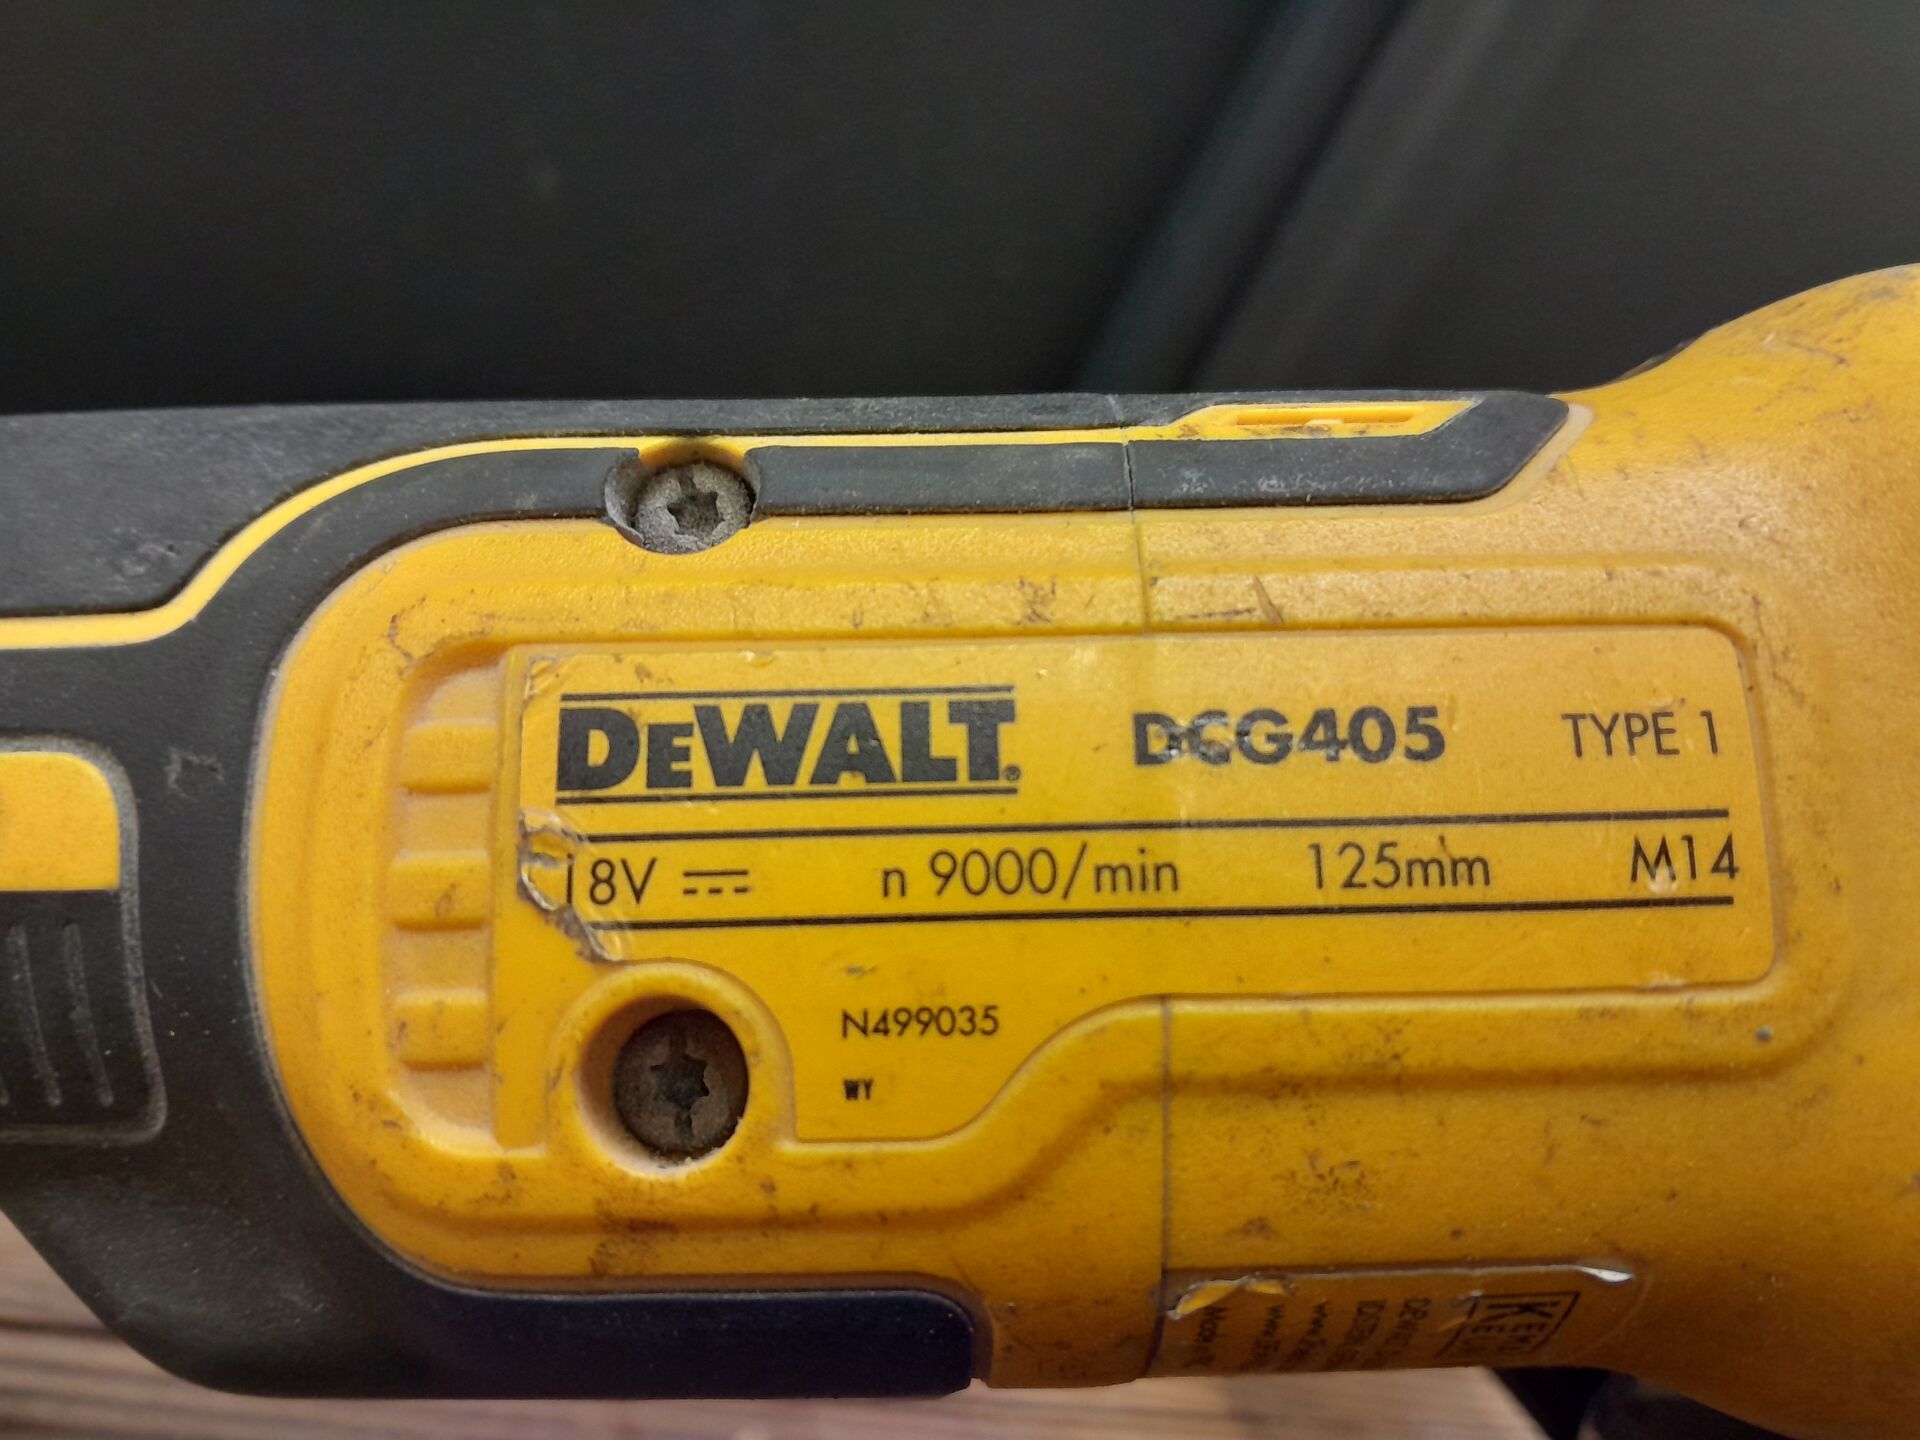 DEWALT® DCG405 TYPE 1
18V n 9000/min 125mm M14
N499035
WY